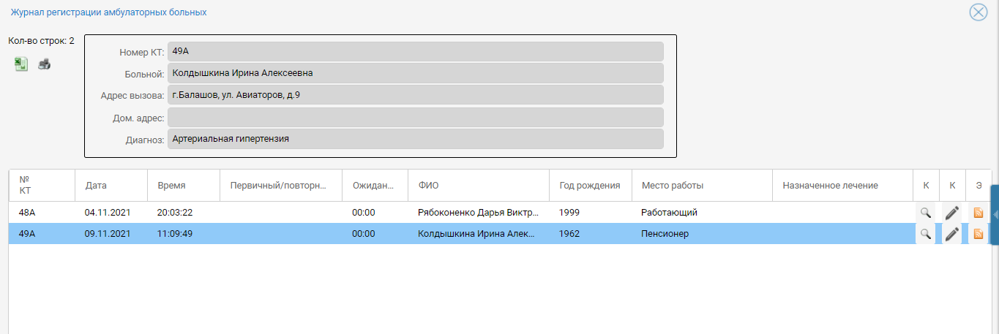 Журнал регистрации амбулаторных больных
Кол-во строк: 2
Номер КТ: 49А
Больной: Колдышкина Ирина Алексеевна
Адрес вызова: г.Балашов, ул. Авиаторов, д.9
Дом. адрес:
Диагноз: Артериальная гипертензия
№ КТ Дата Время Первичный/повторн... Ожидан... ФИО Год рождения Место работы Назначенное лечение К К Э
48А 04.11.2021 20:03:22 00:00 Рябоконенко Дарья Виктр... 1999 Работающий
49А 09.11.2021 11:09:49 00:00 Колдышкина Ирина Алек... 1962 Пенсионер